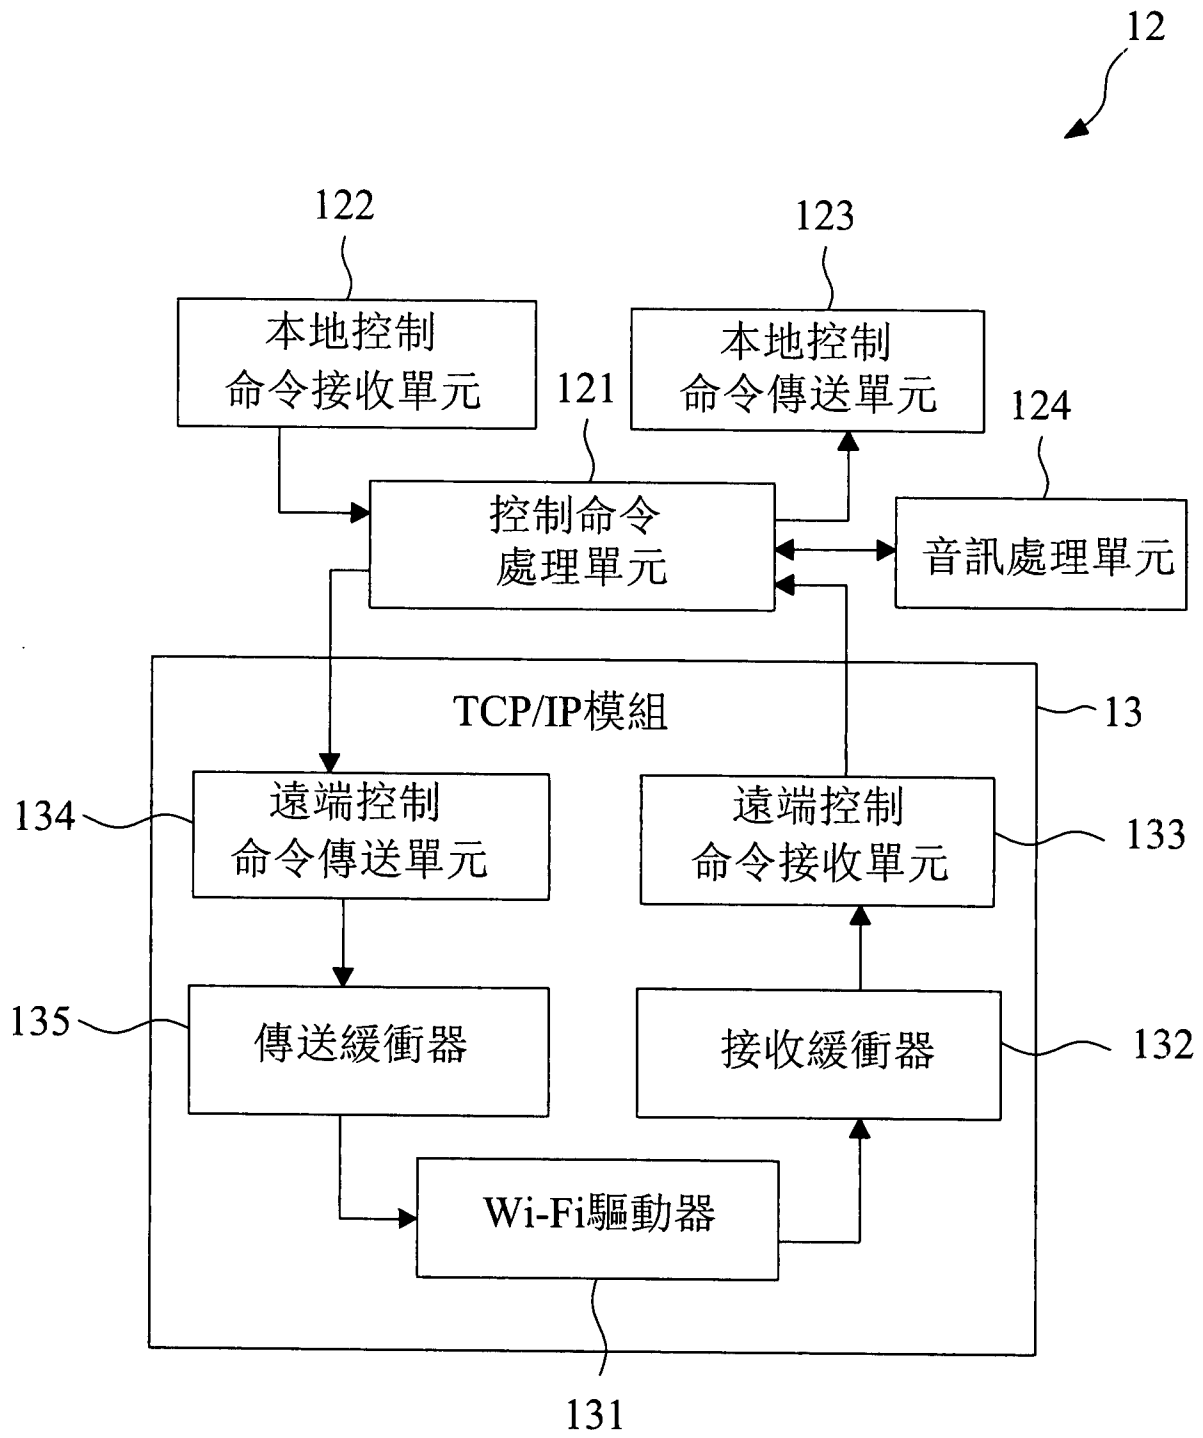 12
122
123
本地控制
命令接收單元
本地控制
命令傳送單元
121
124
控制命令
處理單元
音訊處理單元
TCP/IP模組
13
遠端控制
命令傳送單元
134
遠端控制
命令接收單元
133
傳送緩衝器
135
接收緩衝器
132
Wi-Fi驅動器
131